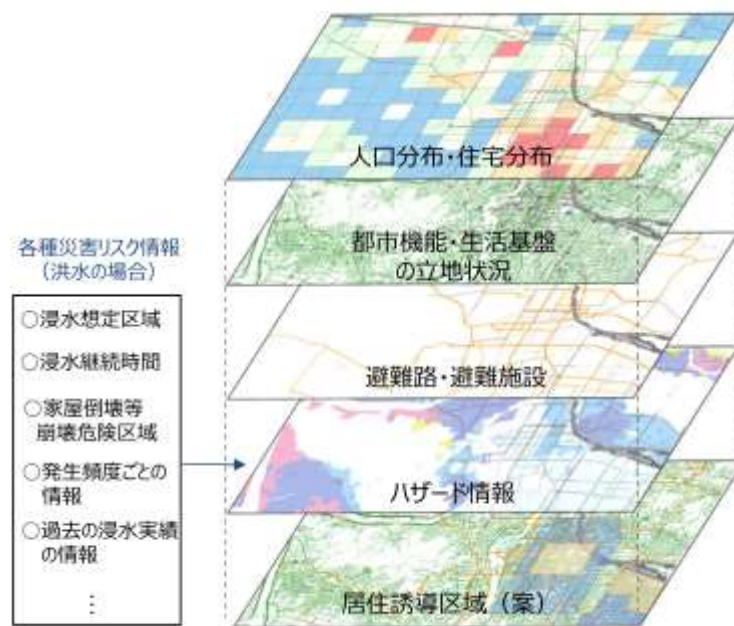 人口分布・住宅分布
都市機能・生活基盤
の立地状況
避難路・避難施設
ハザード情報
居住誘導区域（案）
各種災害リスク情報
（洪水の場合）
○浸水想定区域
○浸水継続時間
○家屋倒壊等
崩壊危険区域
○発生頻度ごとの
情報
○過去の浸水実績
の情報
⋮